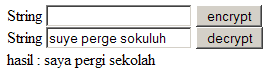 String encrypt
String suye perge sokuluh decrypt
hasil : saya pergi sekolah